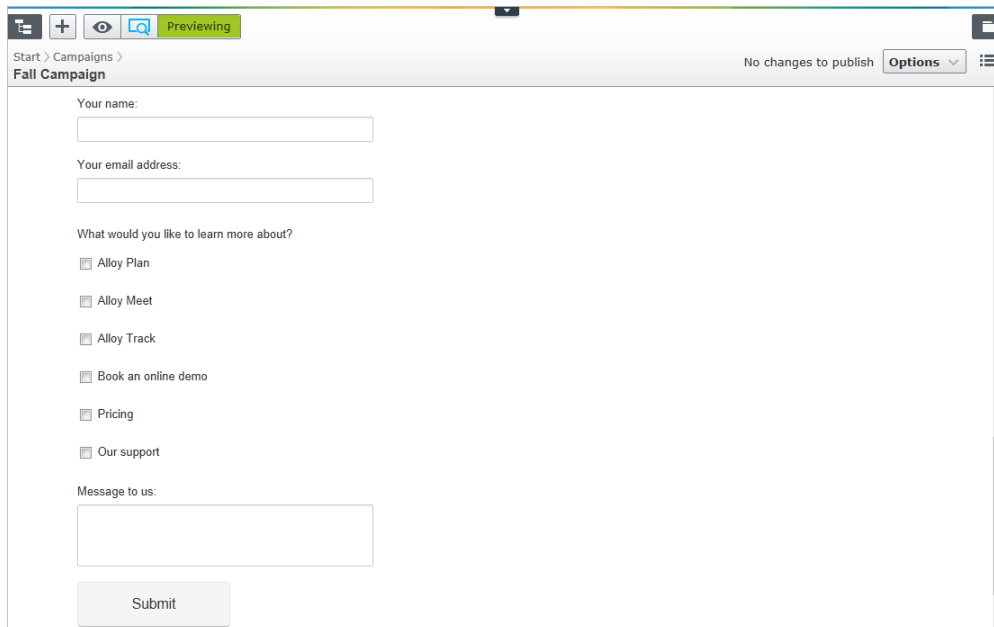 Previewing
Start > Campaigns >
Fall Campaign
No changes to publish
Options
Your name:
Your email address:
What would you like to learn more about?
Alloy Plan
Alloy Meet
Alloy Track
Book an online demo
Pricing
Our support
Message to us:
Submit